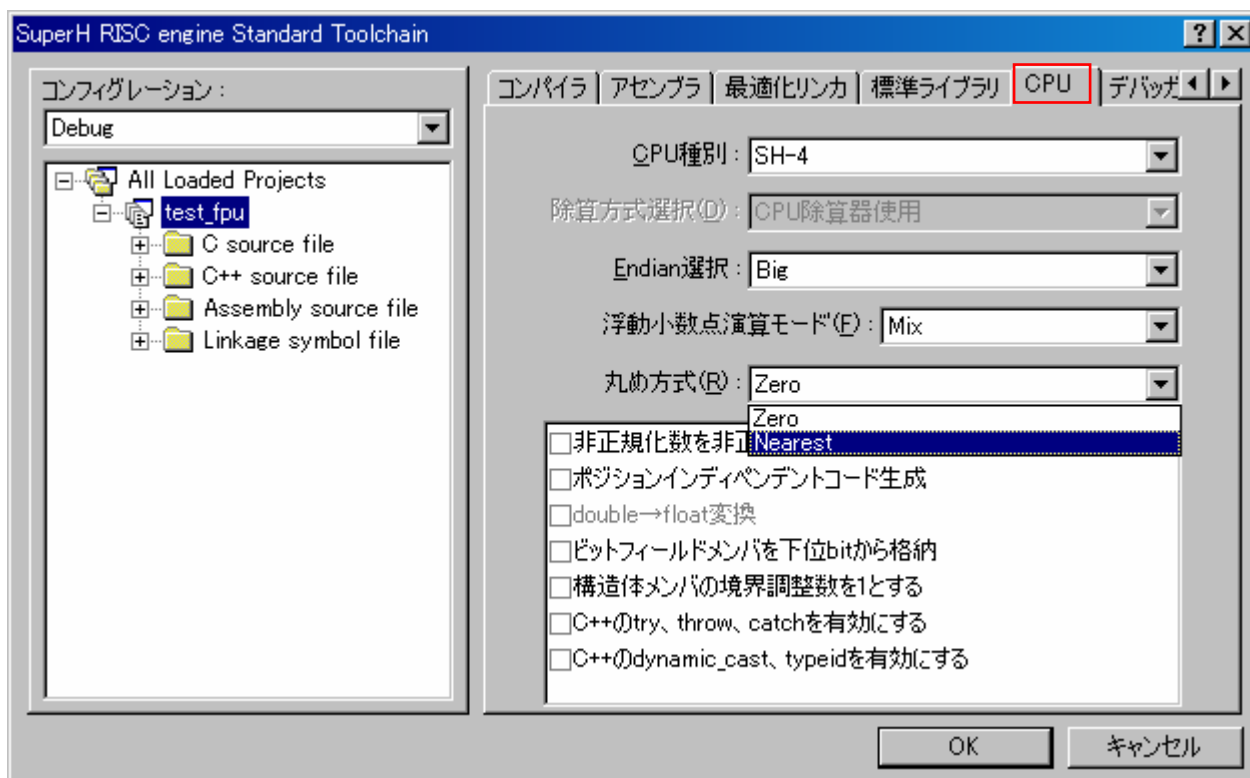 SuperH RISC engine Standard Toolchain
コンフィグレーション :
Debug
All Loaded Projects
test_fpu
C source file
C++ source file
Assembly source file
Linkage symbol file
コンパイラ アセンブラ 最適化リンカ 標準ライブラリ CPU デバッガ
CPU種別 : SH-4
除算方式選択(D) : CPU除算器使用
Endian選択 : Big
浮動小数点演算モード(F) : Mix
丸め方式(R) : Zero
Zero
非正規化数を非正 Nearest
ポジションインディペンデントコード生成
double→float変換
ビットフィールドメンバを下位bitから格納
構造体メンバの境界調整数を1とする
C++のtry、throw、catchを有効にする
C++のdynamic_cast、typeidを有効にする
OK キャンセル